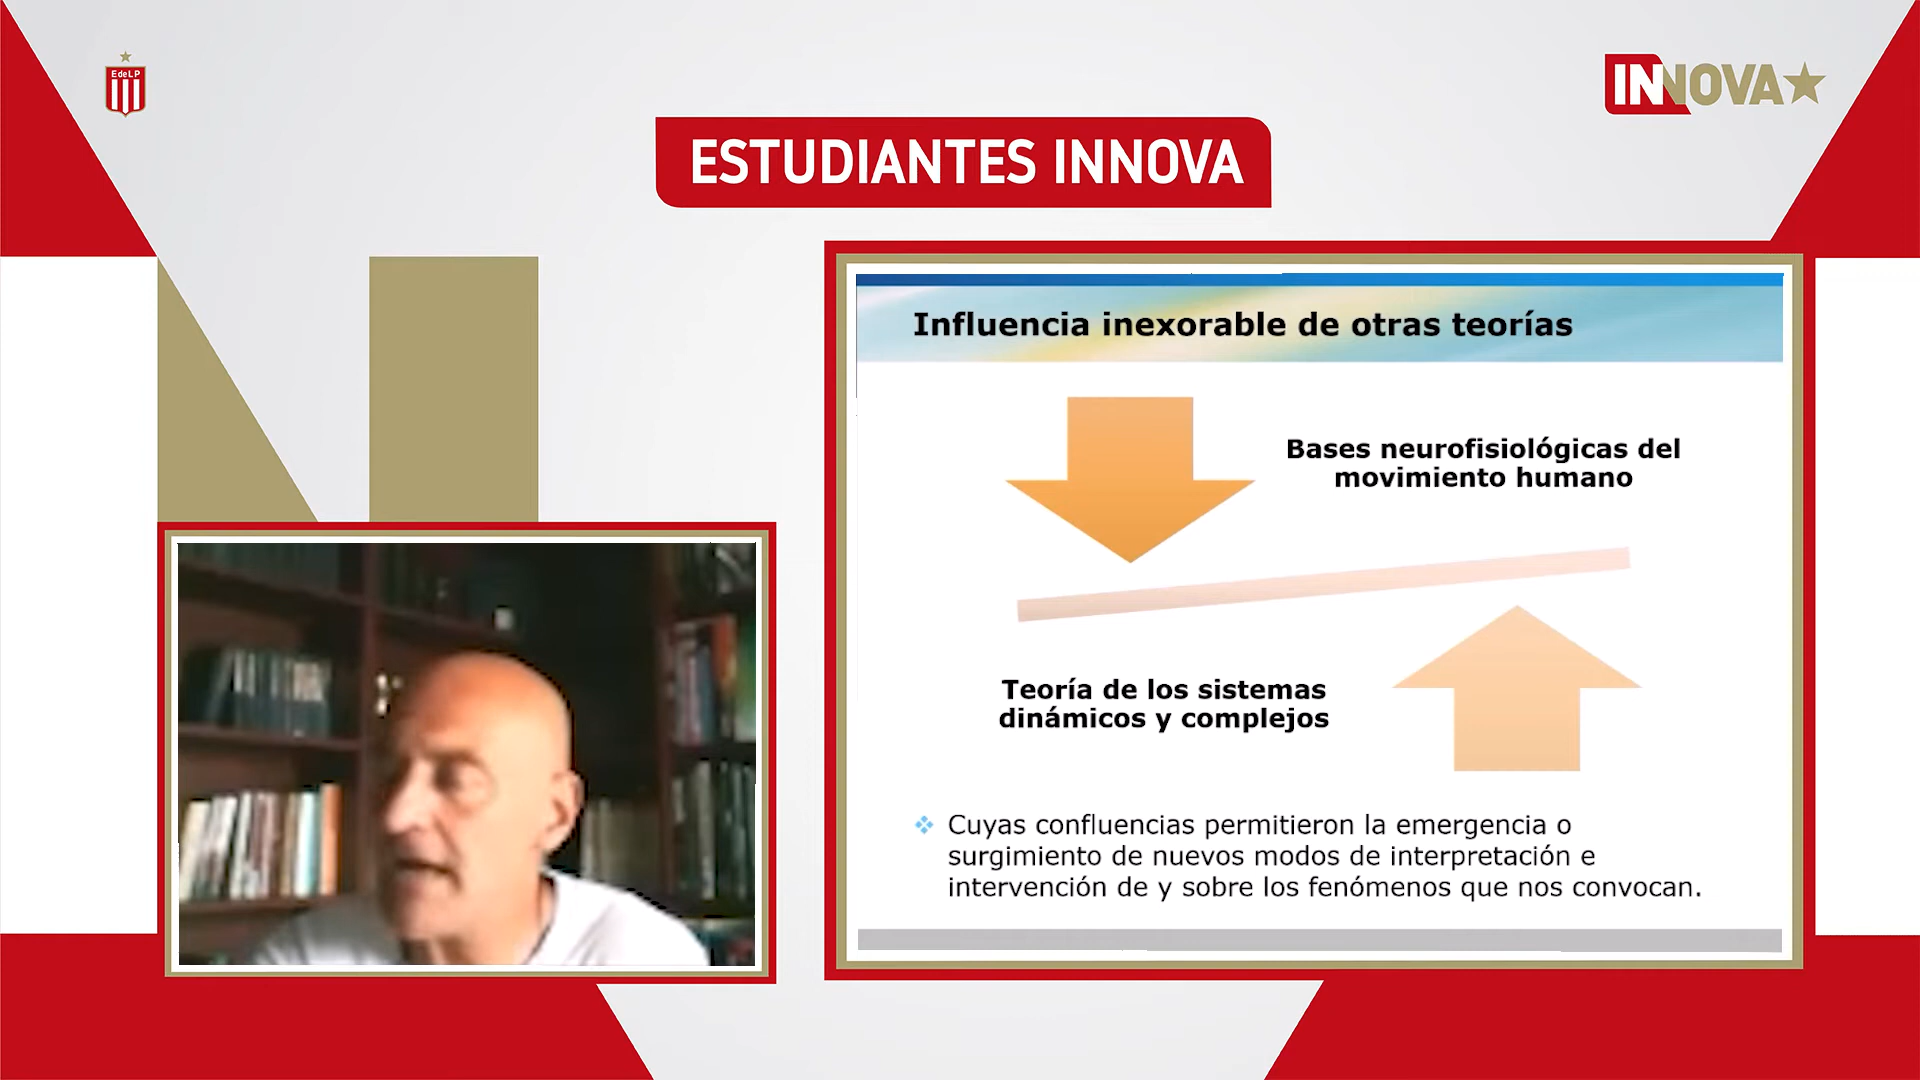 EdeLP
INNOVA
ESTUDIANTES INNOVA
Influencia inexorable de otras teorías
Bases neurofisiológicas del
movimiento humano
Teoría de los sistemas
dinámicos y complejos
Cuyas confluencias permitieron la emergencia o
surgimiento de nuevos modos de interpretación e
intervención de y sobre los fenómenos que nos convocan.